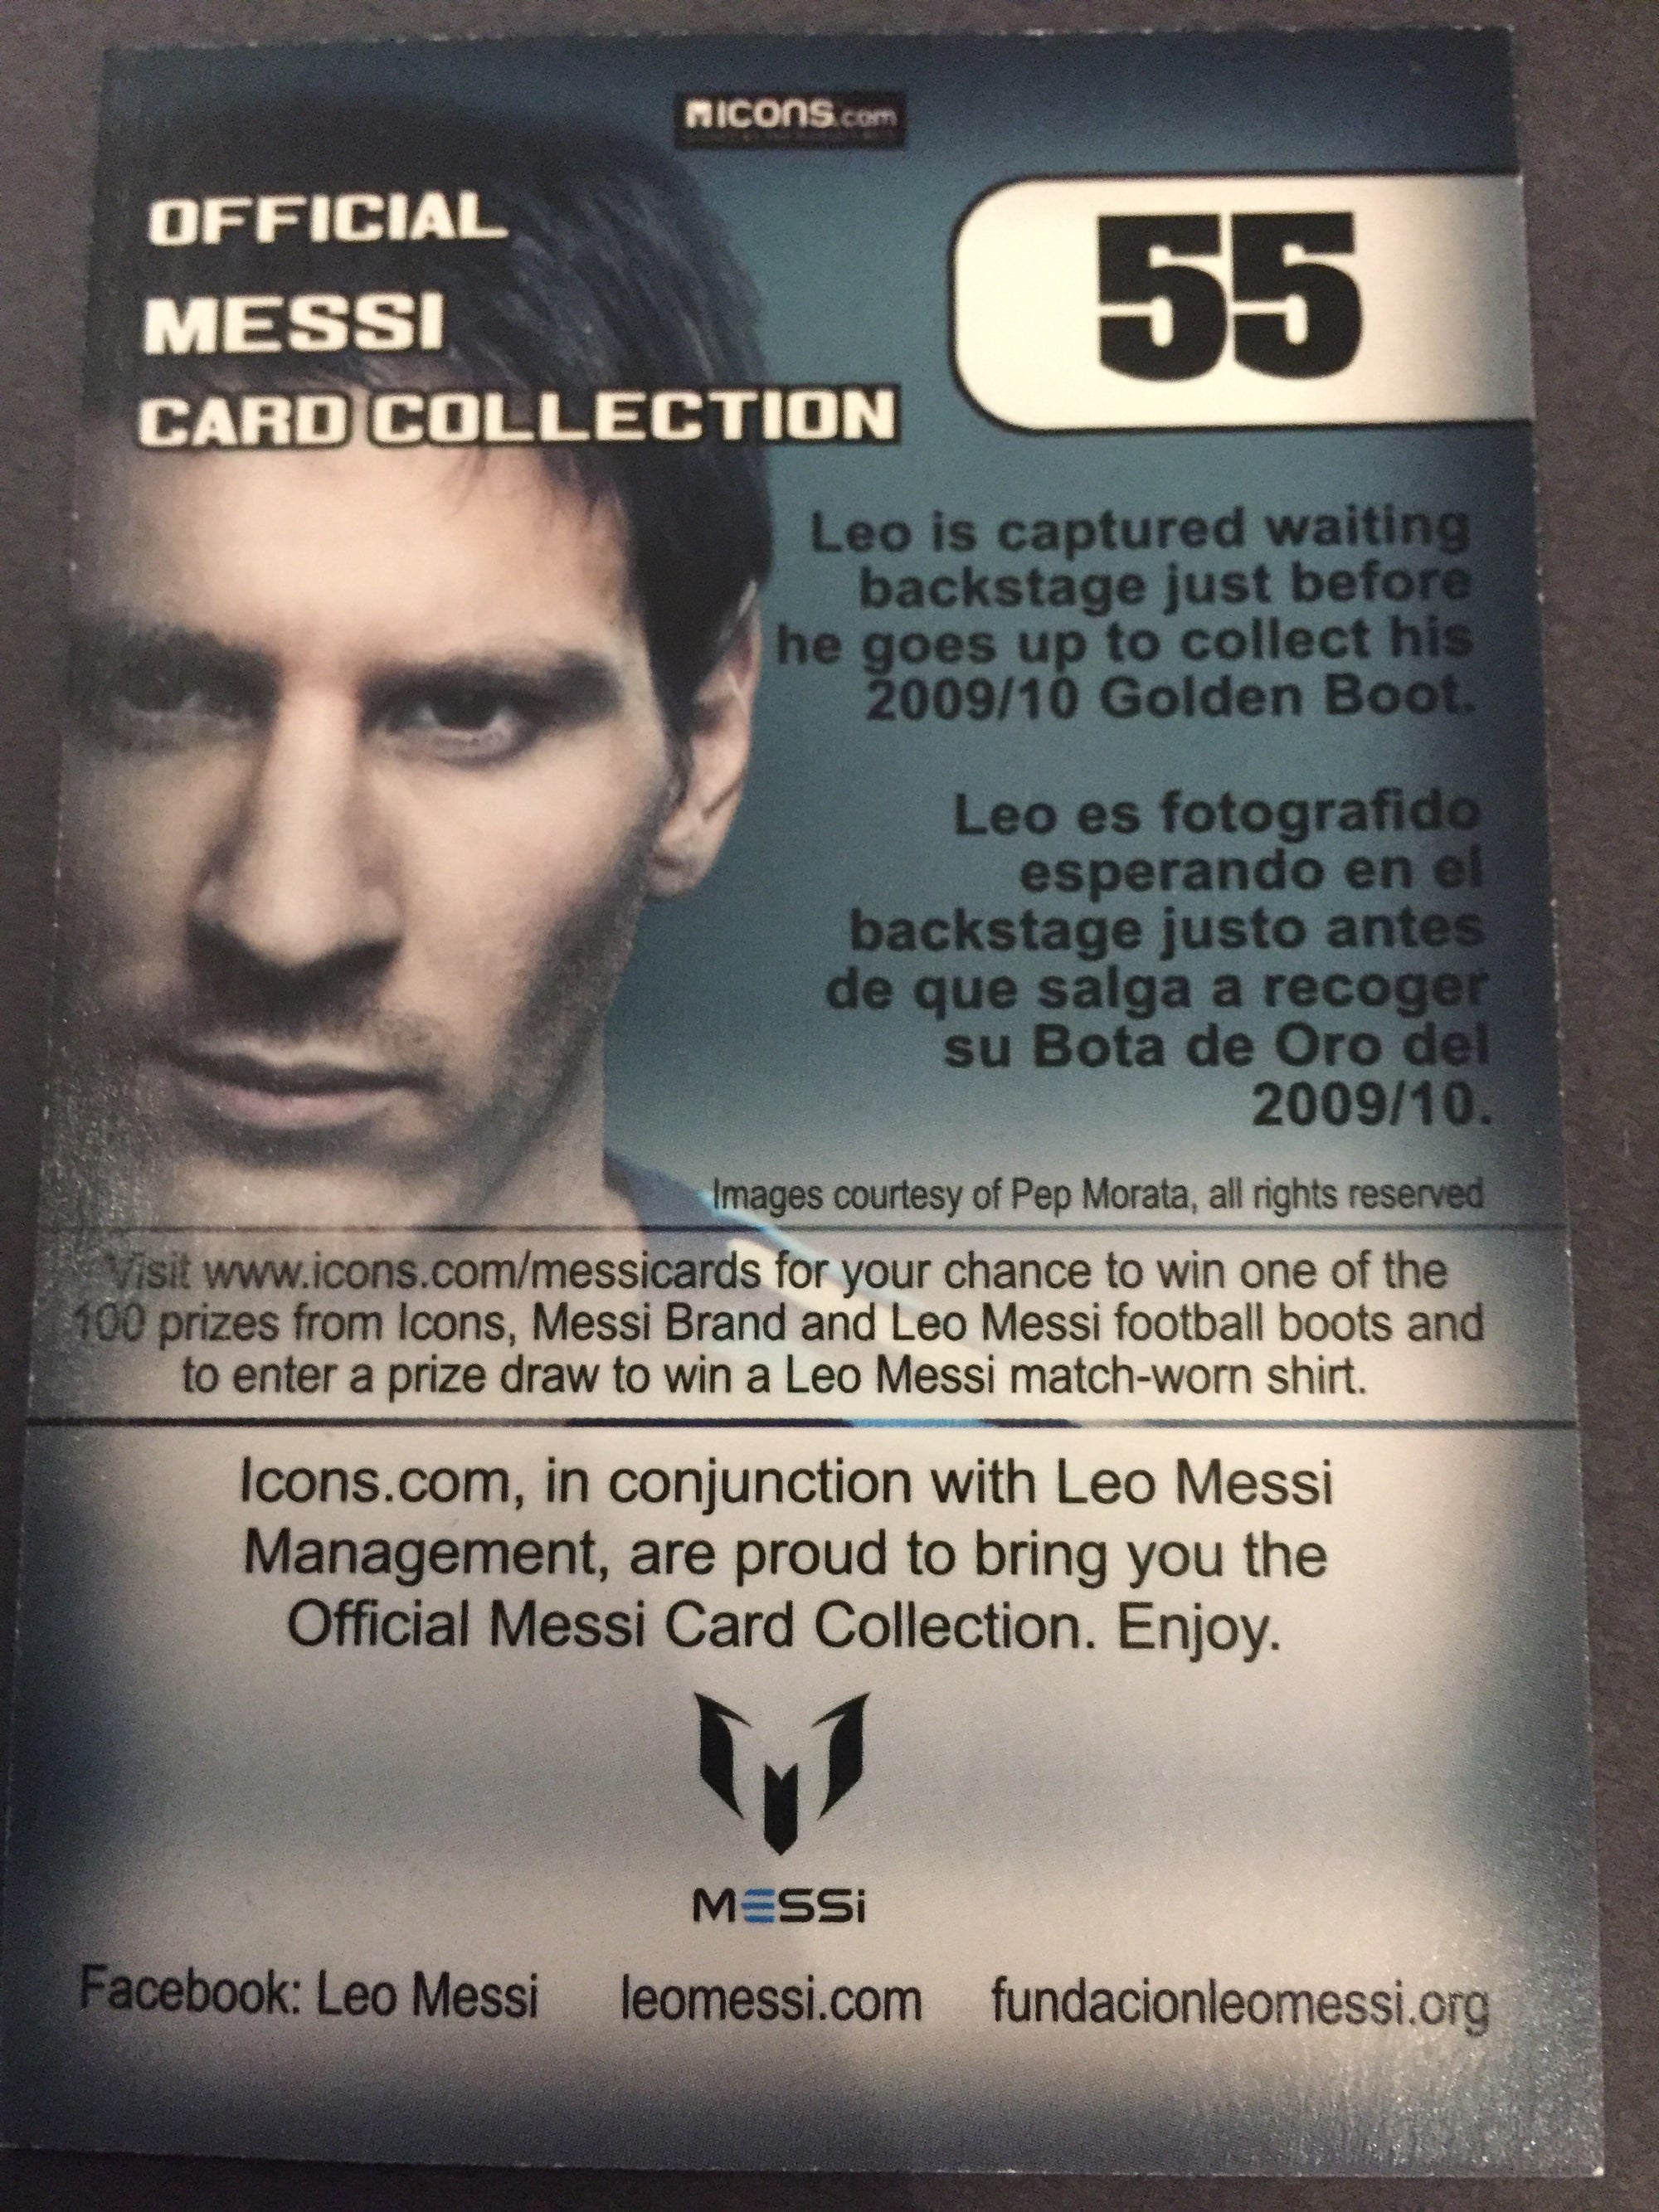 ICONS.com
OFFICIAL
MESSI
CARD COLLECTION
55
Leo is captured waiting
backstage just before
he goes up to collect his
2009/10 Golden Boot.
Leo es fotografido
esperando en el
backstage justo antes
de que salga a recoger
su Bota de Oro del
2009/10.
Images courtesy of Pep Morata, all rights reserved
Visit www.icons.com/messicards for your chance to win one of the
100 prizes from Icons, Messi Brand and Leo Messi football boots and
to enter a prize draw to win a Leo Messi match-worn shirt.
Icons.com, in conjunction with Leo Messi
Management, are proud to bring you the
Official Messi Card Collection. Enjoy.
MESSi
Facebook: Leo Messi leomessi.com fundacionleomessi.org